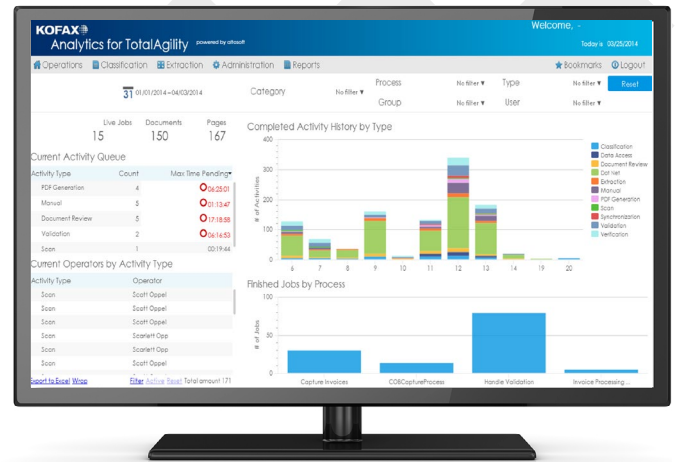 KOFAX
Welcome, -
Analytics for TotalAgility powered by altosoft
Today is 03/25/2014
Operations Classification Extraction Administration Reports Bookmarks Logout
31 01/01/2014 - 04/03/2014
Category No filter Process No filter Type No filter Reset
Group No filter User No filter
Live Jobs Documents Pages
15 150 167
Current Activity Queue
Activity Type Count Max Time Pending
PDF Generation 4 06:25:01
Manual 5 01:13:47
Document Review 5 17:18:58
Validation 2 06:16:53
Scan 1 00:19:44
Current Operators by Activity Type
Activity Type Operator
Scan Scott Oppel
Scan Scott Oppel
Scan Scarlett Opp
Scan Scarlett Opp
Scan Scott Oppel
Scan
Export to Excel Wrap Filter Active Reset Total amount 171
Completed Activity History by Type
# of Activities
400
300
200
100
0
6 7 8 9 10 11 12 13 14 19 20
Classification
Data Access
Document Review
Dot Net
Extraction
Manual
PDF Generation
Scan
Synchronization
Validation
Verification
Finished Jobs by Process
# of Jobs
100
50
0
Capture Invoices COBCaptureProcess Handle Validation Invoice Processing...